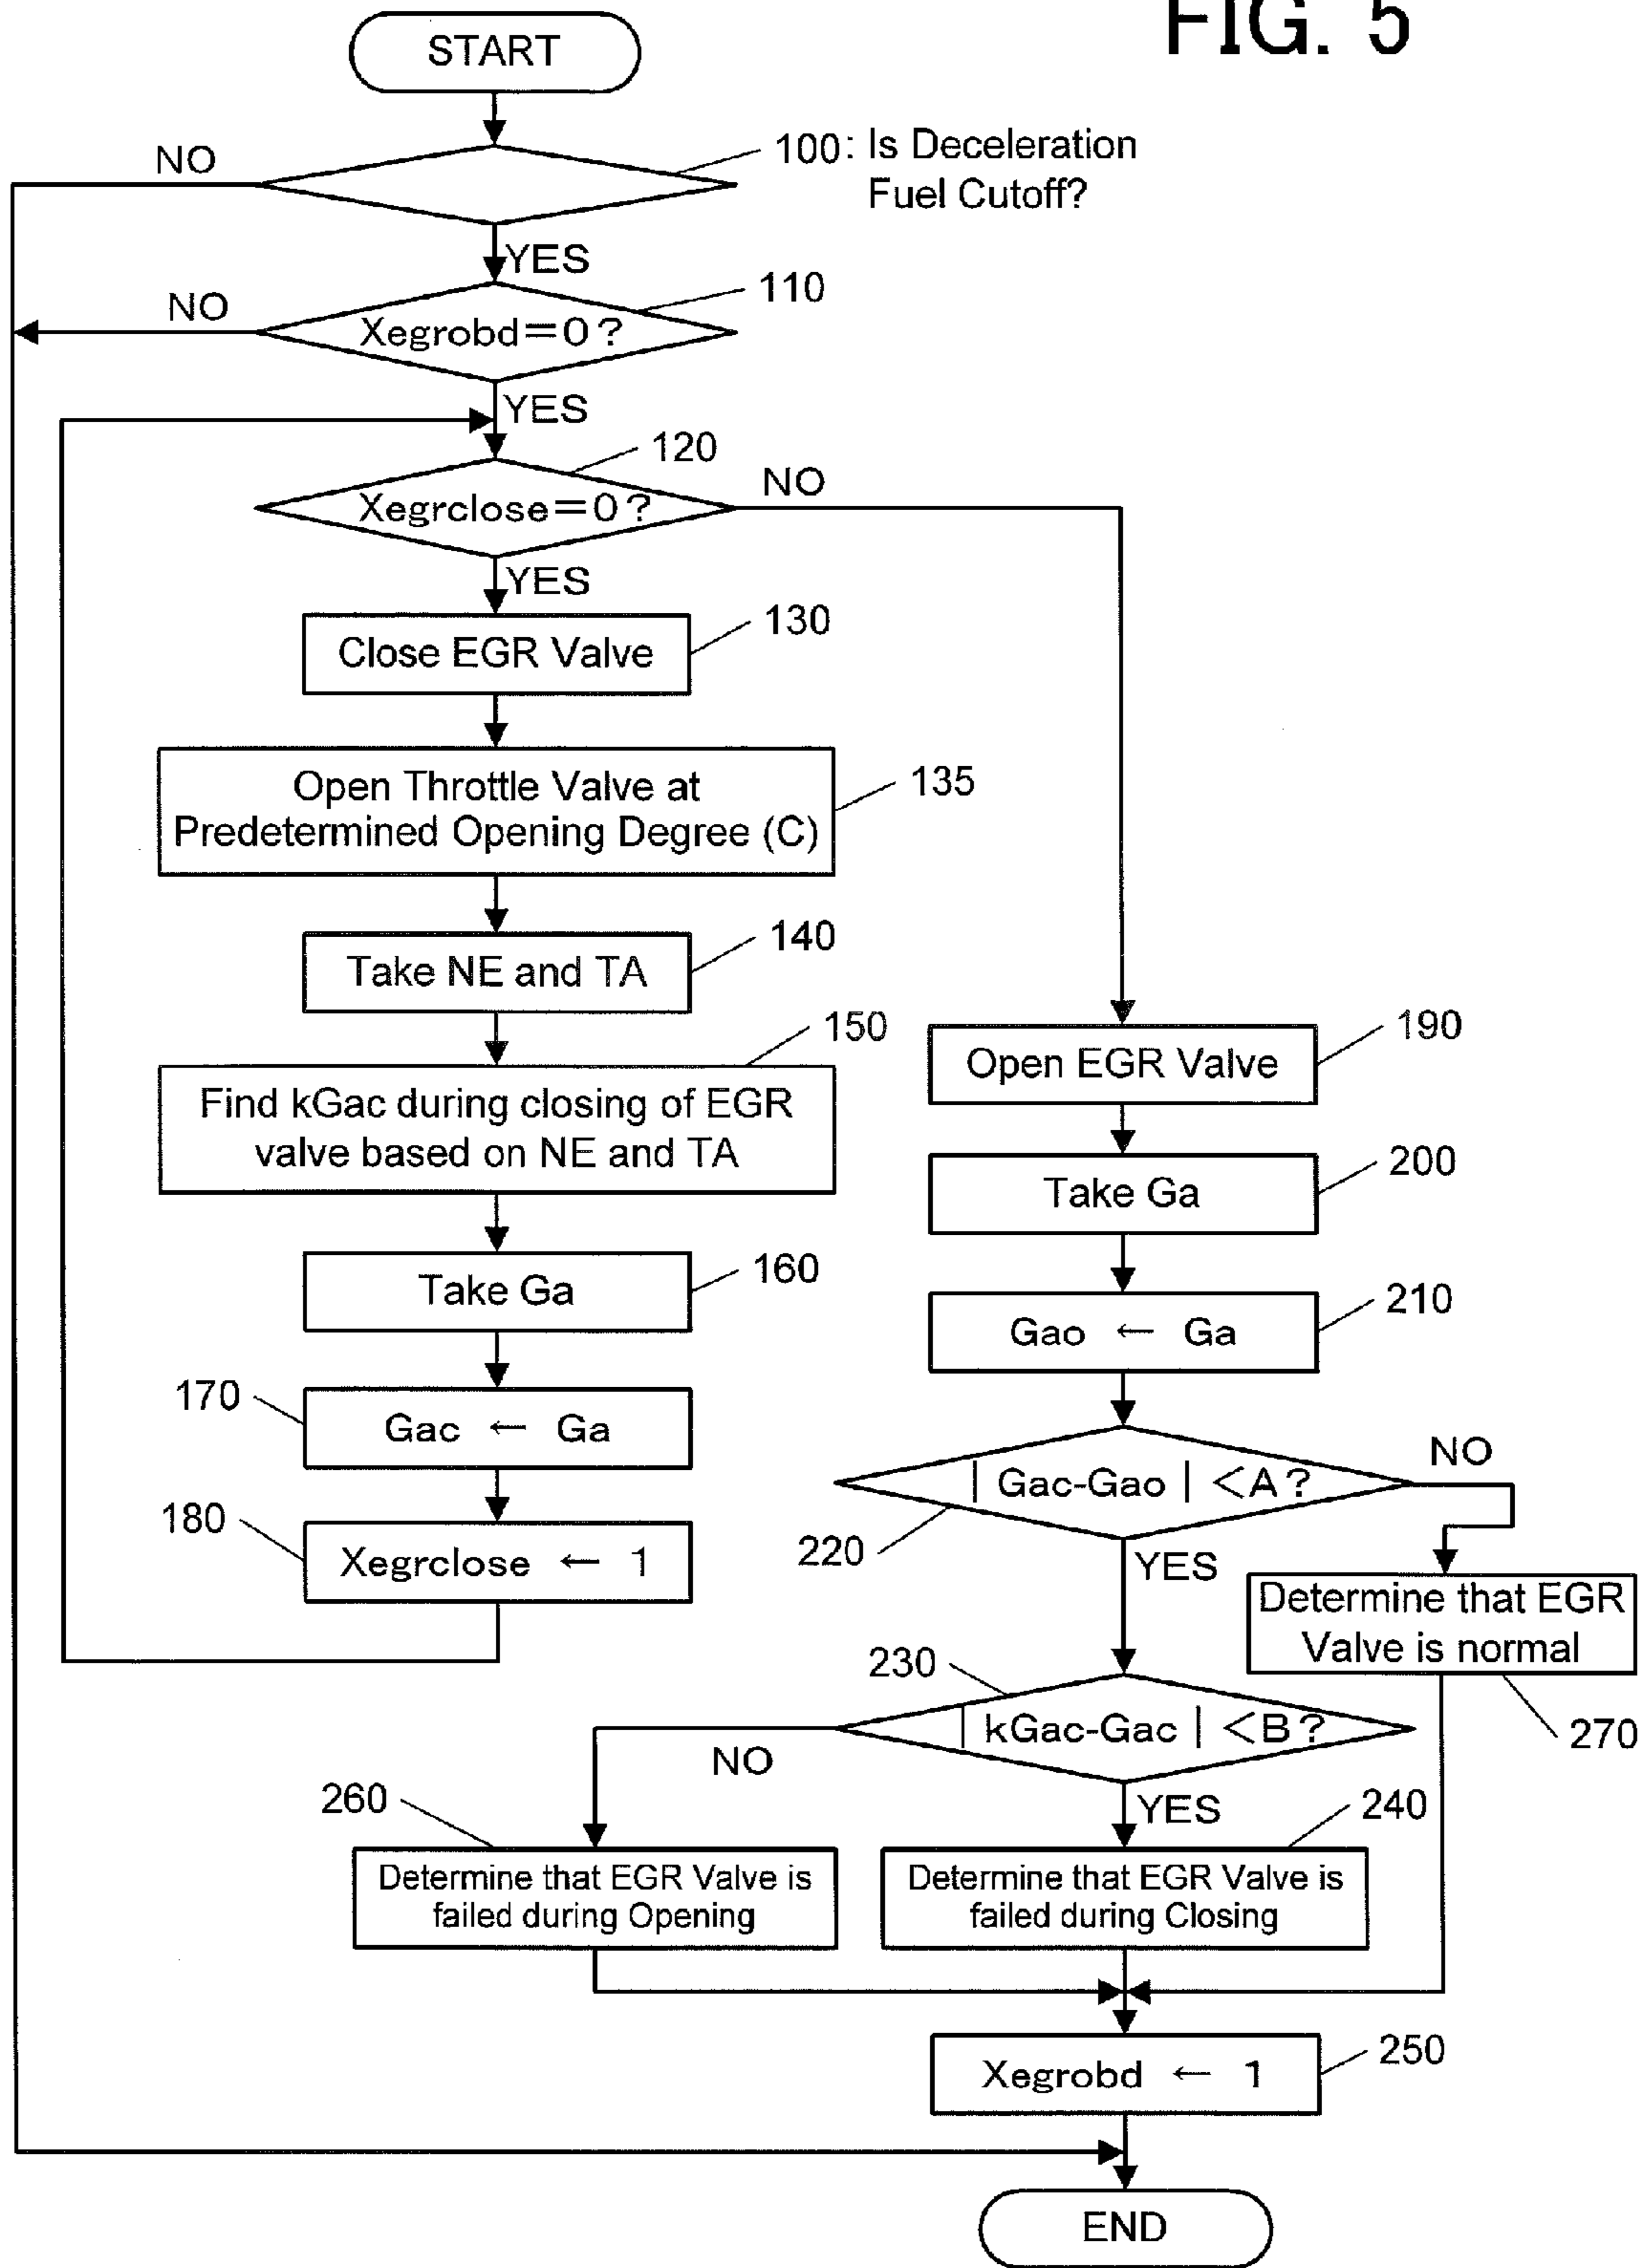 FIG. 5
START
NO
100: Is Deceleration
Fuel Cutoff?
YES
110
NO
Xegrobd=0?
YES
120
NO
Xegrclose=0?
YES
130
Close EGR Valve
135
Open Throttle Valve at
Predetermined Opening Degree (C)
140
Take NE and TA
150
Find kGac during closing of EGR
valve based on NE and TA
160
Take Ga
170
Gac ← Ga
180
Xegrclose ← 1
190
Open EGR Valve
200
Take Ga
210
Gao ← Ga
NO
| Gac-Gao | <A?
220
YES
Determine that EGR
Valve is normal
270
230
| kGac-Gac | <B?
NO
YES
260
240
Determine that EGR Valve is
failed during Opening
Determine that EGR Valve is
failed during Closing
250
Xegrobd ← 1
END